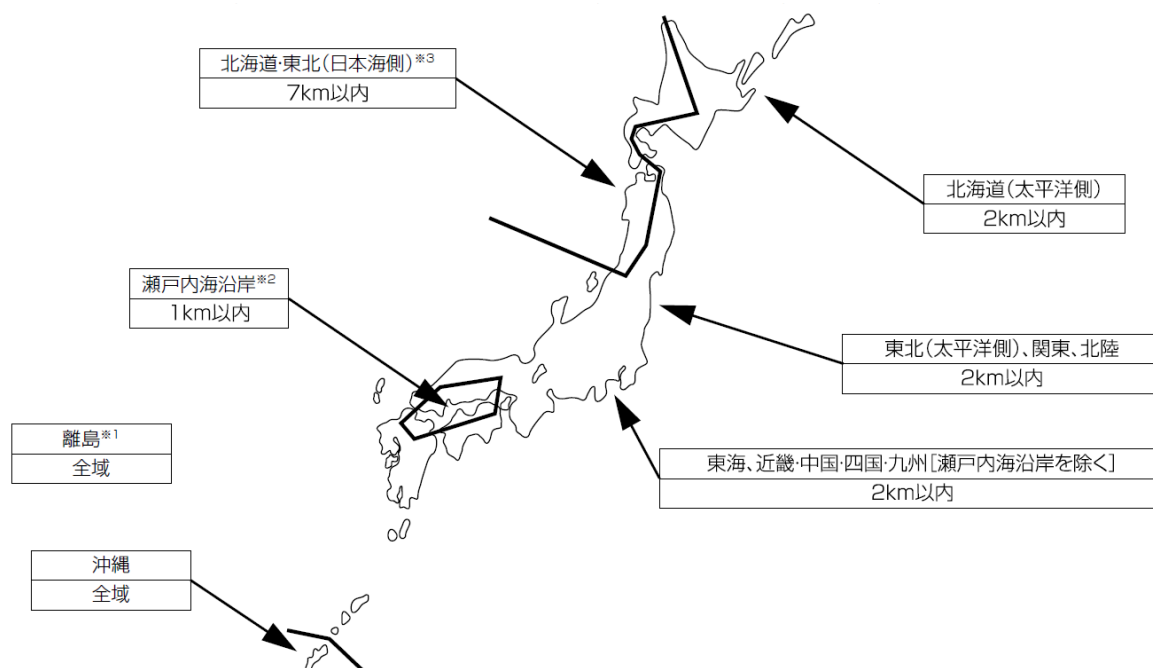 北海道・東北（日本海側）※3
7km以内
北海道（太平洋側）
2km以内
瀬戸内海沿岸※2
1km以内
東北（太平洋側）、関東、北陸
2km以内
離島※1
全域
東海、近畿・中国・四国・九州［瀬戸内海沿岸を除く］
2km以内
沖縄
全域